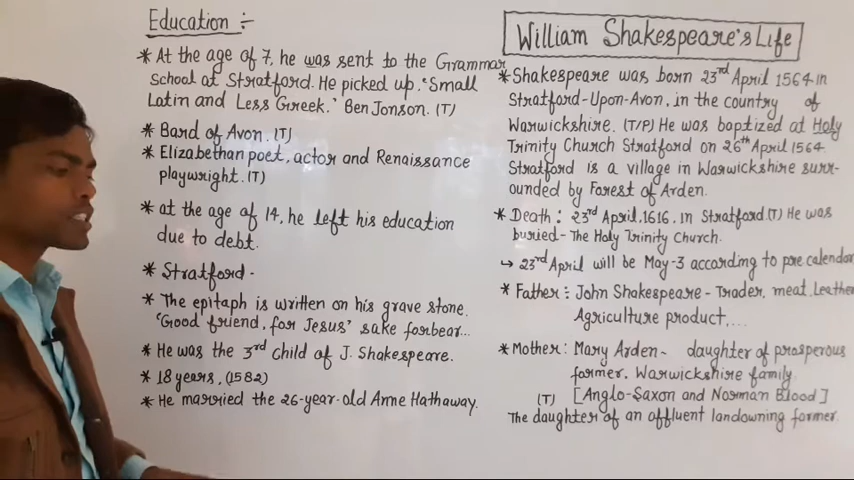 Education :-
* At the age of 7, he was sent to the Grammar
School at Stratford. He picked up. 'Small
Latin and Less Greek.' Ben Jonson. (T)
* Bard of Avon. (T)
* Elizabethan poet, actor and Renaissance
playwright. (T)
* at the age of 14, he left his education
due to debt.
* Stratford -
* The epitaph is written on his grave stone.
'Good friend, for Jesus' sake forbear...
* He was the 3rd child of J. Shakespeare.
* 18 years, (1582)
* He married the 26-year-old Anne Hathaway.
William Shakespeare's Life
* Shakespeare was born 23rd April 1564 in
Stratford-Upon-Avon, in the country of
Warwickshire. (T/P) He was baptized at Holy
Trinity Church Stratford on 26th April 1564
Stratford is a village in Warwickshire surr-
ounded by Forest of Arden.
* Death: 23rd April, 1616. in Stratford (T) He was
buried - The Holy Trinity Church.
↳ 23rd April will be May-3 according to pre calendar
* Father: John Shakespeare - Trader, meat, Leather
Agriculture product,...
* Mother: Mary Arden - daughter of prosperous
former. Warwickshire family.
(T) [Anglo-Saxon and Norman Blood]
The daughter of an affluent landowning former.